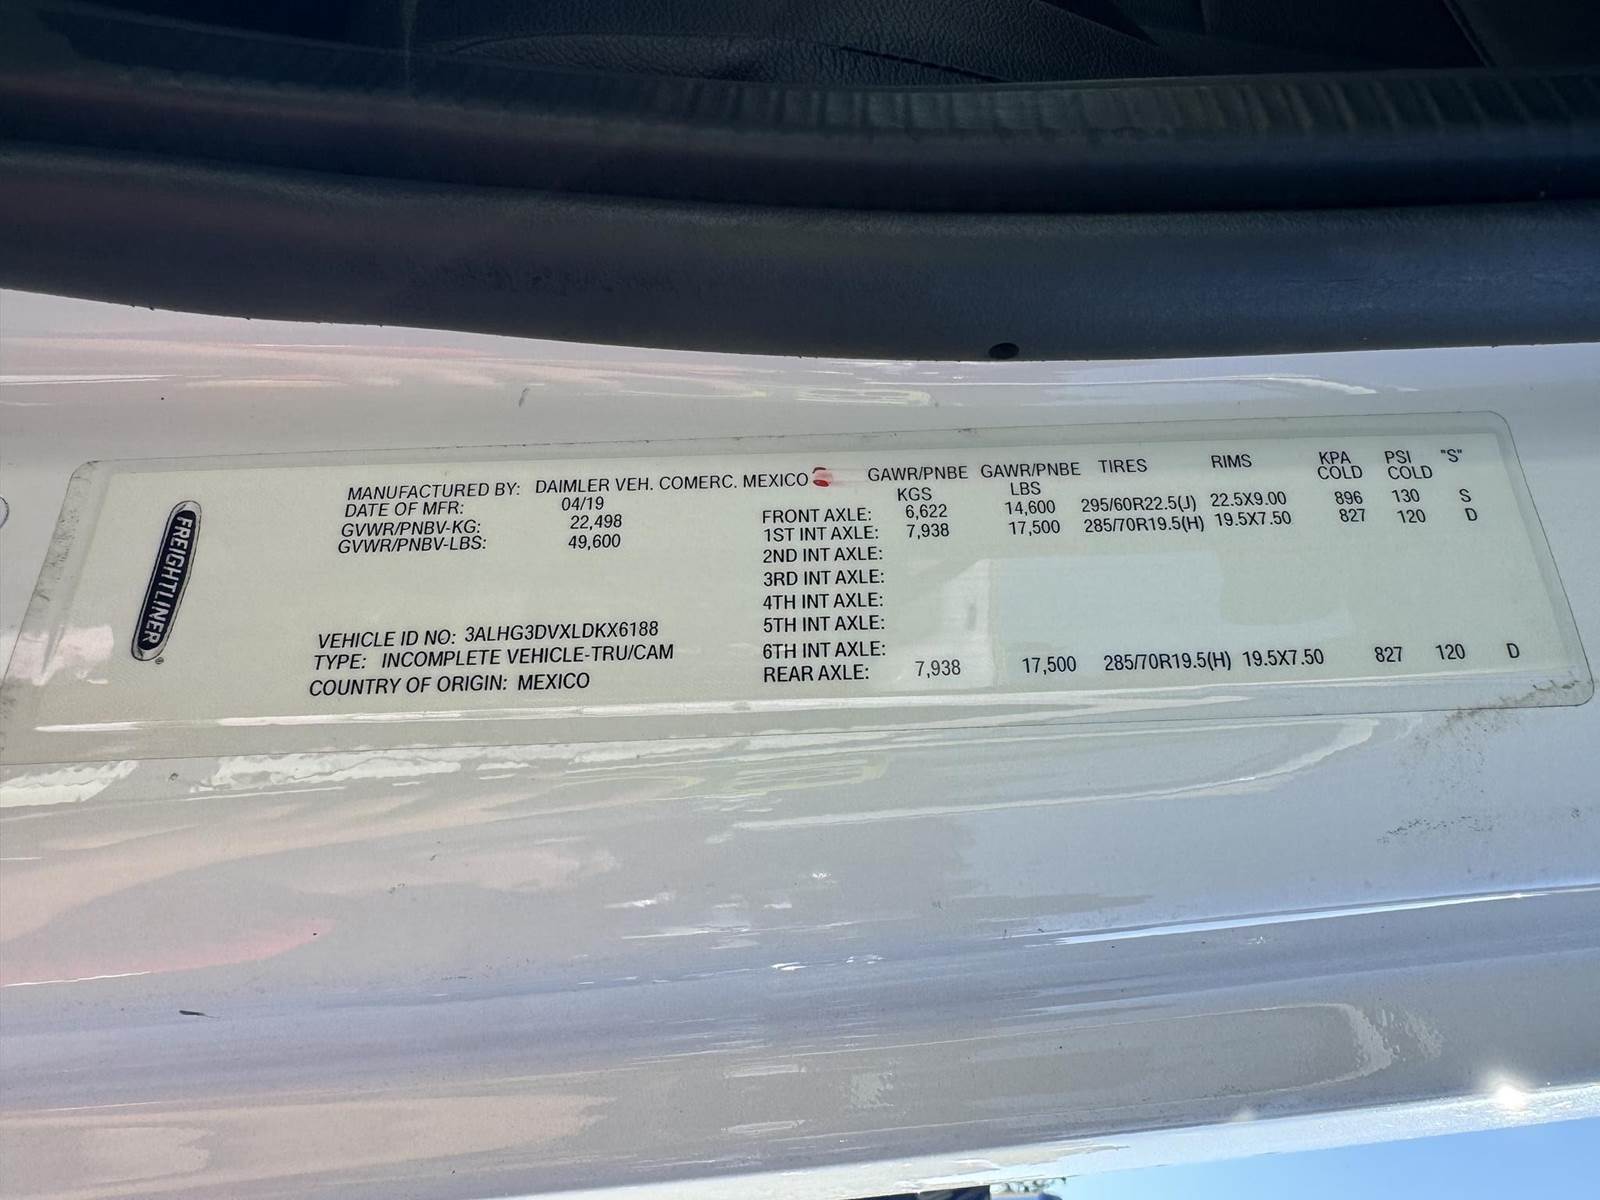 FREIGHTLINER®
MANUFACTURED BY: DAIMLER VEH. COMERC. MEXICO
DATE OF MFR: 04/19
GVWR/PNBV-KG: 22,498
GVWR/PNBV-LBS: 49,600
VEHICLE ID NO: 3ALHG3DVXLDKX6188
TYPE: INCOMPLETE VEHICLE-TRU/CAM
COUNTRY OF ORIGIN: MEXICO
GAWR/PNBE GAWR/PNBE TIRES RIMS KPA PSI "S"
KGS LBS COLD COLD
FRONT AXLE: 6,622 14,600 295/60R22.5(J) 22.5X9.00 896 130 S
1ST INT AXLE: 7,938 17,500 285/70R19.5(H) 19.5X7.50 827 120 D
2ND INT AXLE:
3RD INT AXLE:
4TH INT AXLE:
5TH INT AXLE:
6TH INT AXLE:
REAR AXLE: 7,938 17,500 285/70R19.5(H) 19.5X7.50 827 120 D